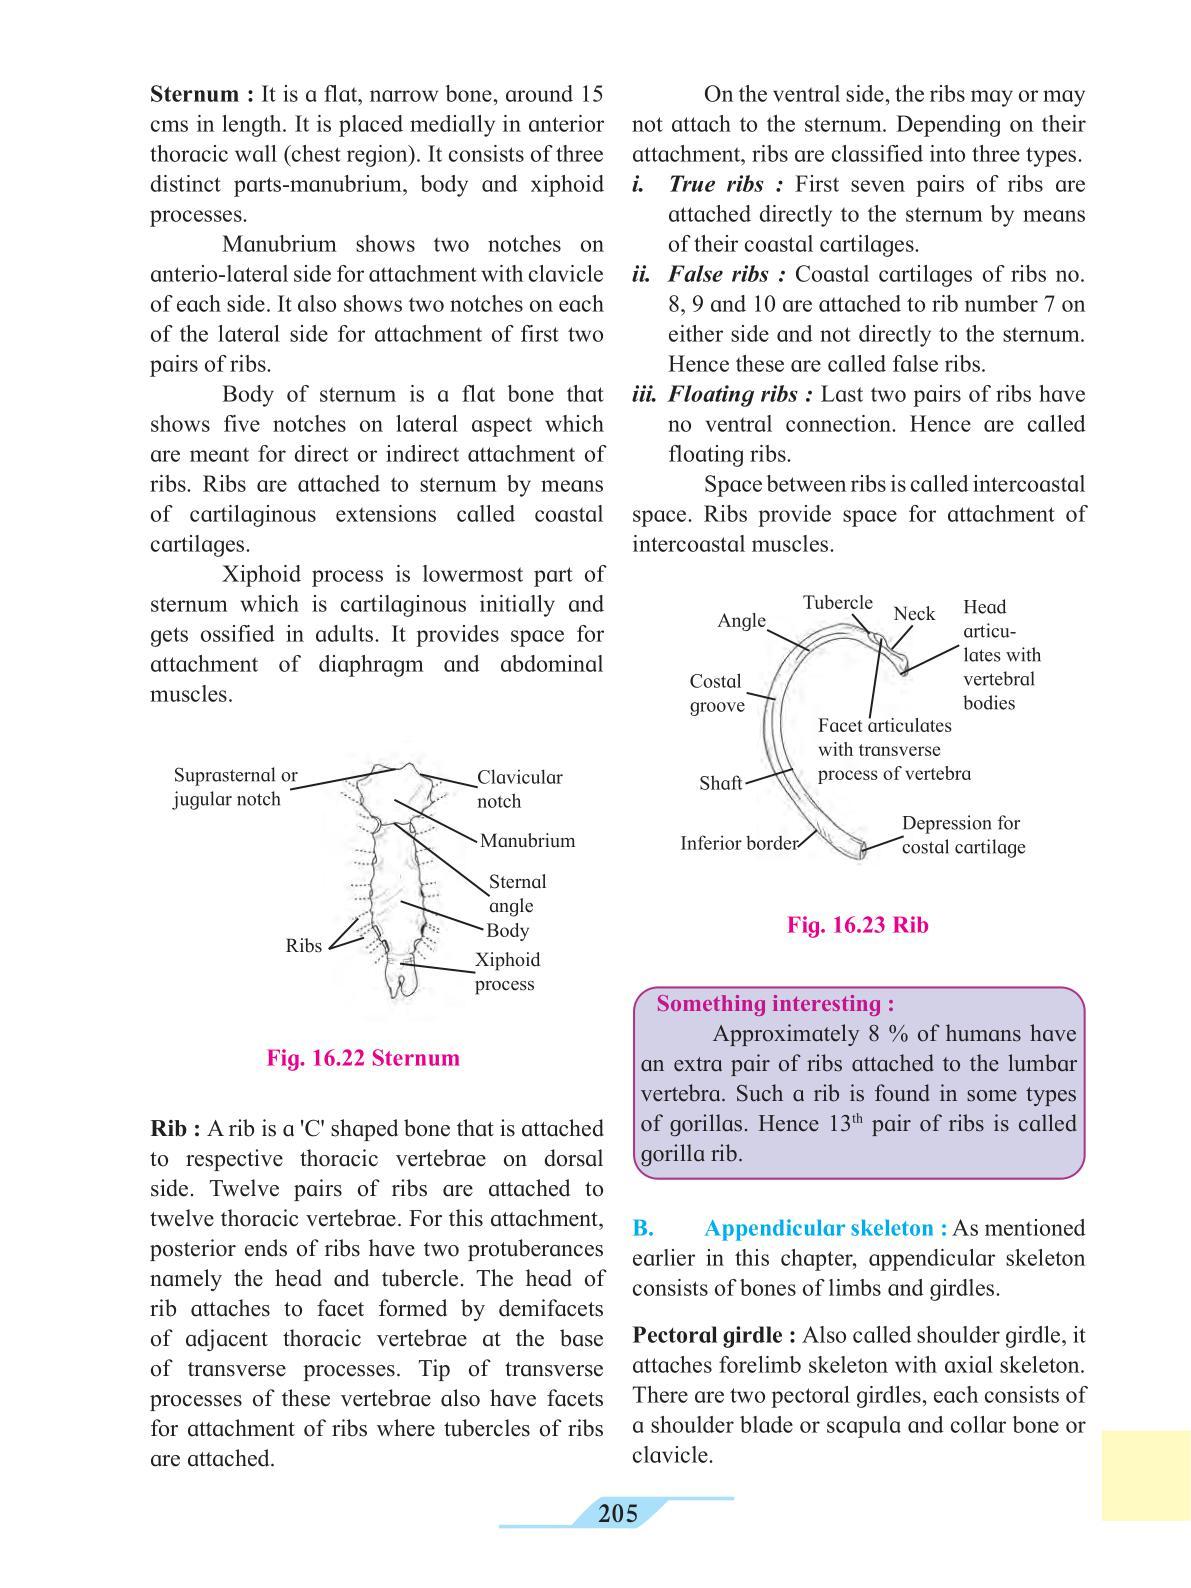 Sternum : It is a flat, narrow bone, around 15
cms in length. It is placed medially in anterior
thoracic wall (chest region). It consists of three
distinct parts-manubrium, body and xiphoid
processes.
Manubrium shows two notches on
anterio-lateral side for attachment with clavicle
of each side. It also shows two notches on each
of the lateral side for attachment of first two
pairs of ribs.
Body of sternum is a flat bone that
shows five notches on lateral aspect which
are meant for direct or indirect attachment of
ribs. Ribs are attached to sternum by means
of cartilaginous extensions called coastal
cartilages.
Xiphoid process is lowermost part of
sternum which is cartilaginous initially and
gets ossified in adults. It provides space for
attachment of diaphragm and abdominal
muscles.
Suprasternal or
jugular notch
Clavicular
notch
Manubrium
Sternal
angle
Body
Ribs
Xiphoid
process
Fig. 16.22 Sternum
Rib : A rib is a 'C' shaped bone that is attached
to respective thoracic vertebrae on dorsal
side. Twelve pairs of ribs are attached to
twelve thoracic vertebrae. For this attachment,
posterior ends of ribs have two protuberances
namely the head and tubercle. The head of
rib attaches to facet formed by demifacets
of adjacent thoracic vertebrae at the base
of transverse processes. Tip of transverse
processes of these vertebrae also have facets
for attachment of ribs where tubercles of ribs
are attached.
On the ventral side, the ribs may or may
not attach to the sternum. Depending on their
attachment, ribs are classified into three types.
i. True ribs : First seven pairs of ribs are
attached directly to the sternum by means
of their coastal cartilages.
ii. False ribs : Coastal cartilages of ribs no.
8, 9 and 10 are attached to rib number 7 on
either side and not directly to the sternum.
Hence these are called false ribs.
iii. Floating ribs : Last two pairs of ribs have
no ventral connection. Hence are called
floating ribs.
Space between ribs is called intercoastal
space. Ribs provide space for attachment of
intercoastal muscles.
Tubercle
Angle
Neck
Head
articu-
lates with
vertebral
bodies
Costal
groove
Facet articulates
with transverse
process of vertebra
Shaft
Inferior border
Depression for
costal cartilage
Fig. 16.23 Rib
Something interesting :
Approximately 8 % of humans have
an extra pair of ribs attached to the lumbar
vertebra. Such a rib is found in some types
of gorillas. Hence 13th pair of ribs is called
gorilla rib.
B. Appendicular skeleton : As mentioned
earlier in this chapter, appendicular skeleton
consists of bones of limbs and girdles.
Pectoral girdle : Also called shoulder girdle, it
attaches forelimb skeleton with axial skeleton.
There are two pectoral girdles, each consists of
a shoulder blade or scapula and collar bone or
clavicle.
205